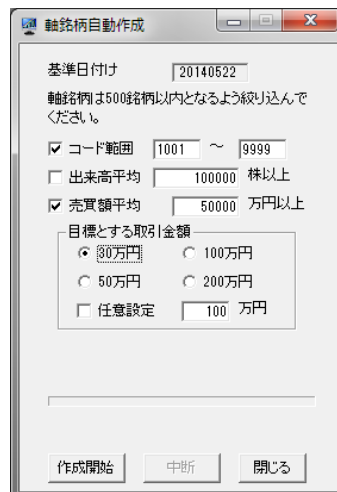 軸銘柄自動作成
基準日付け 20140522
軸銘柄は500銘柄以内となるよう絞り込んで
ください。
コード範囲 1001 ～ 9999
出来高平均 100000 株以上
売買額平均 50000 万円以上
目標とする取引金額
30万円 100万円
50万円 200万円
任意設定 100 万円
作成開始 中断 閉じる